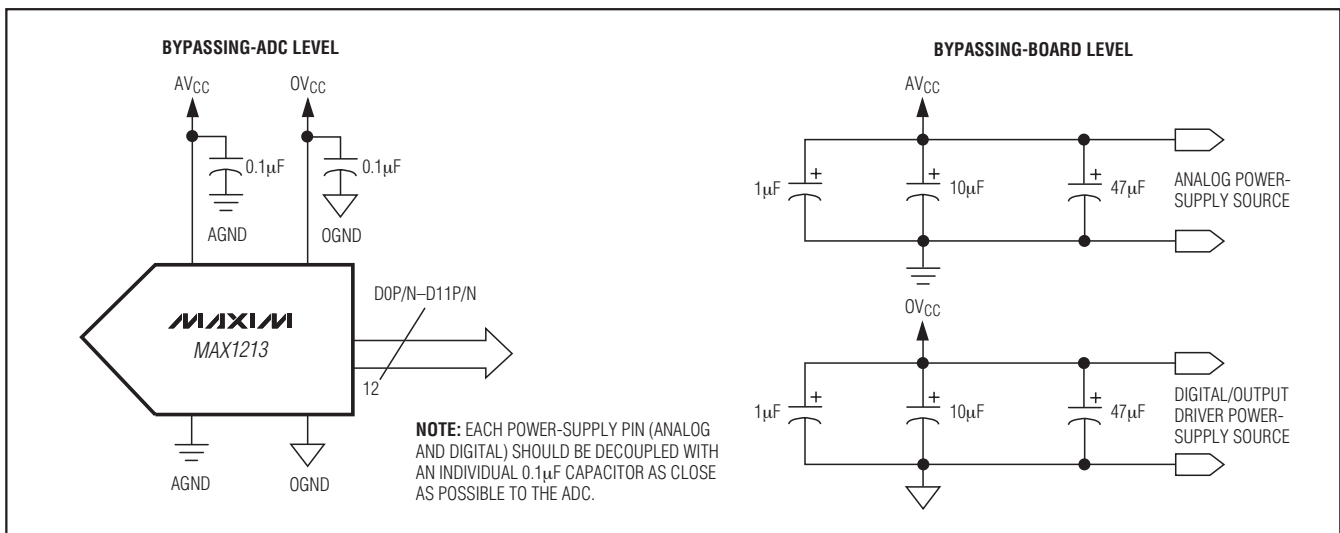 BYPASSING-ADC LEVEL
AVCC
OVCC
0.1µF
0.1µF
AGND
OGND
D0P/N–D11P/N
MAXIM
MAX1213
12
AGND
OGND
NOTE: EACH POWER-SUPPLY PIN (ANALOG
AND DIGITAL) SHOULD BE DECOUPLED WITH
AN INDIVIDUAL 0.1µF CAPACITOR AS CLOSE
AS POSSIBLE TO THE ADC.
BYPASSING-BOARD LEVEL
AVCC
1µF
+
10µF
+
47µF
+
ANALOG POWER-
SUPPLY SOURCE
OVCC
1µF
+
10µF
+
47µF
+
DIGITAL/OUTPUT
DRIVER POWER-
SUPPLY SOURCE